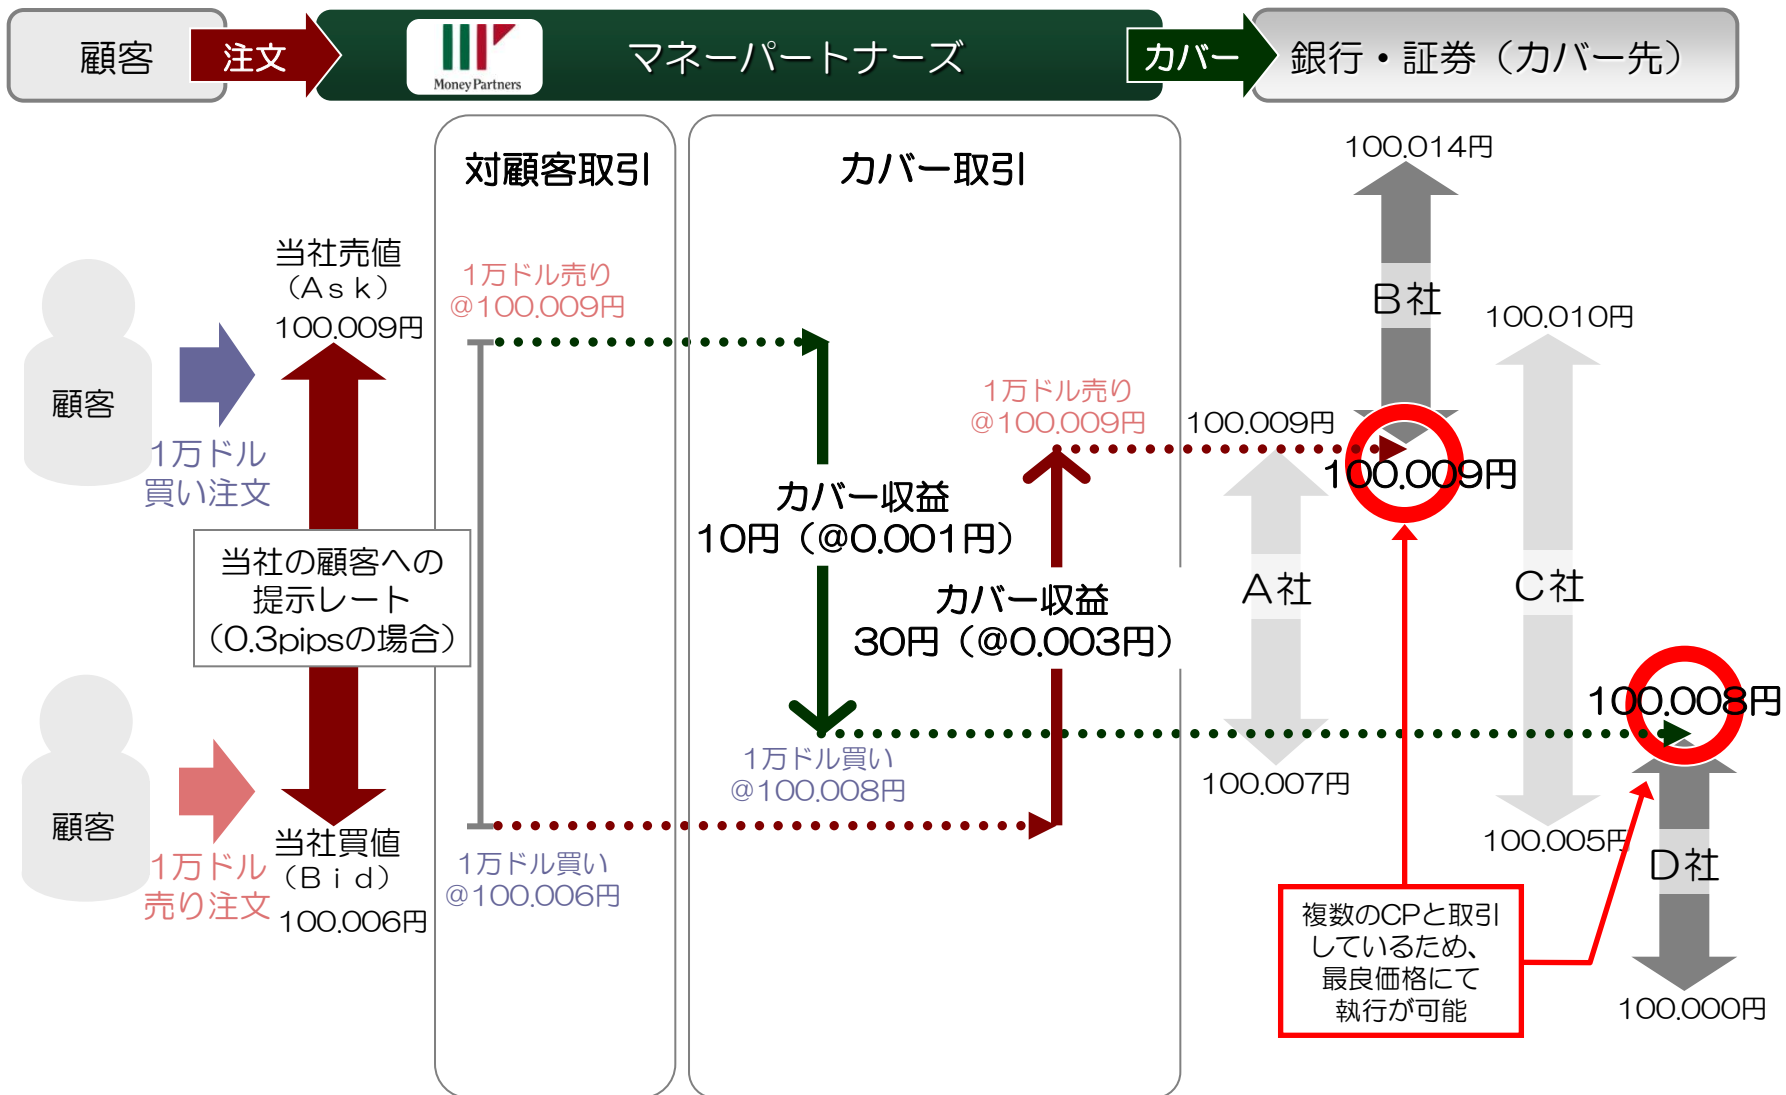 顧客
注文
Money Partners
マネーパートナーズ
カバー
銀行・証券（カバー先）
対顧客取引
カバー取引
100.014円
当社売値
（Ａｓｋ）
100.009円
1万ドル売り
@100.009円
B社
100.010円
顧客
1万ドル
買い注文
1万ドル売り
@100.009円
100.009円
100.009円
カバー収益
10円（@0.001円）
当社の顧客への
提示レート
（0.3pipsの場合）
カバー収益
30円（@0.003円）
A社
C社
100.008円
顧客
1万ドル
売り注文
当社買値
（Ｂｉｄ）
100.006円
1万ドル買い
@100.006円
1万ドル買い
@100.008円
100.007円
100.005円
D社
複数のCPと取引
しているため、
最良価格にて
執行が可能
100.000円